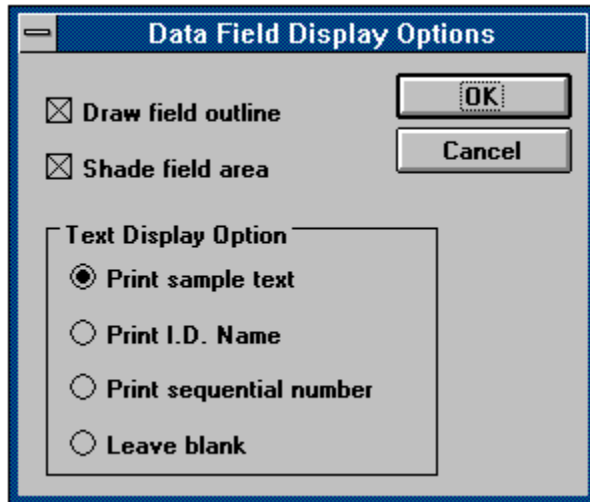 Data Field Display Options
Draw field outline
OK
Shade field area
Cancel
Text Display Option
Print sample text
Print I.D. Name
Print sequential number
Leave blank